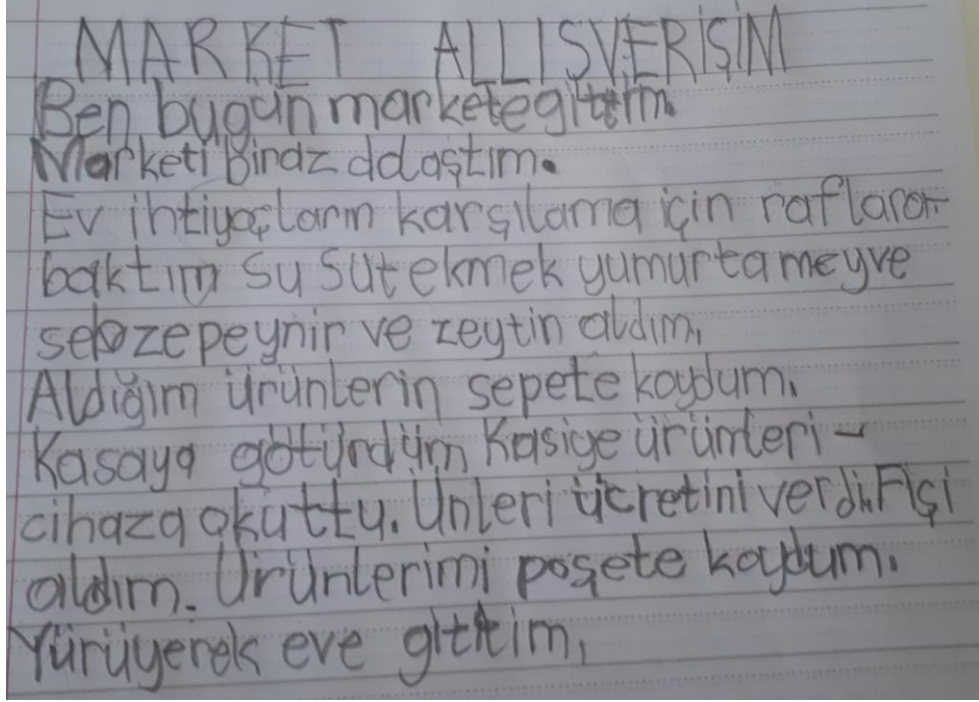 MARKET ALLISVERİŞİM
Ben bugün markete gittim.
Marketi biraz dolaştım.
Ev ihtiyaçların karşılama için raflara
baktım su süt ekmek yumurta meyve
sebze peynir ve zeytin aldım.
Aldığım ürünlerin sepete koydum.
Kasaya götürdüm Kasiye ürünleri -
cihaza okuttu. Ünleri ücretini verdi. Fişi
aldım. Ürünlerimi poşete koydum.
Yürüyerek eve gittim.